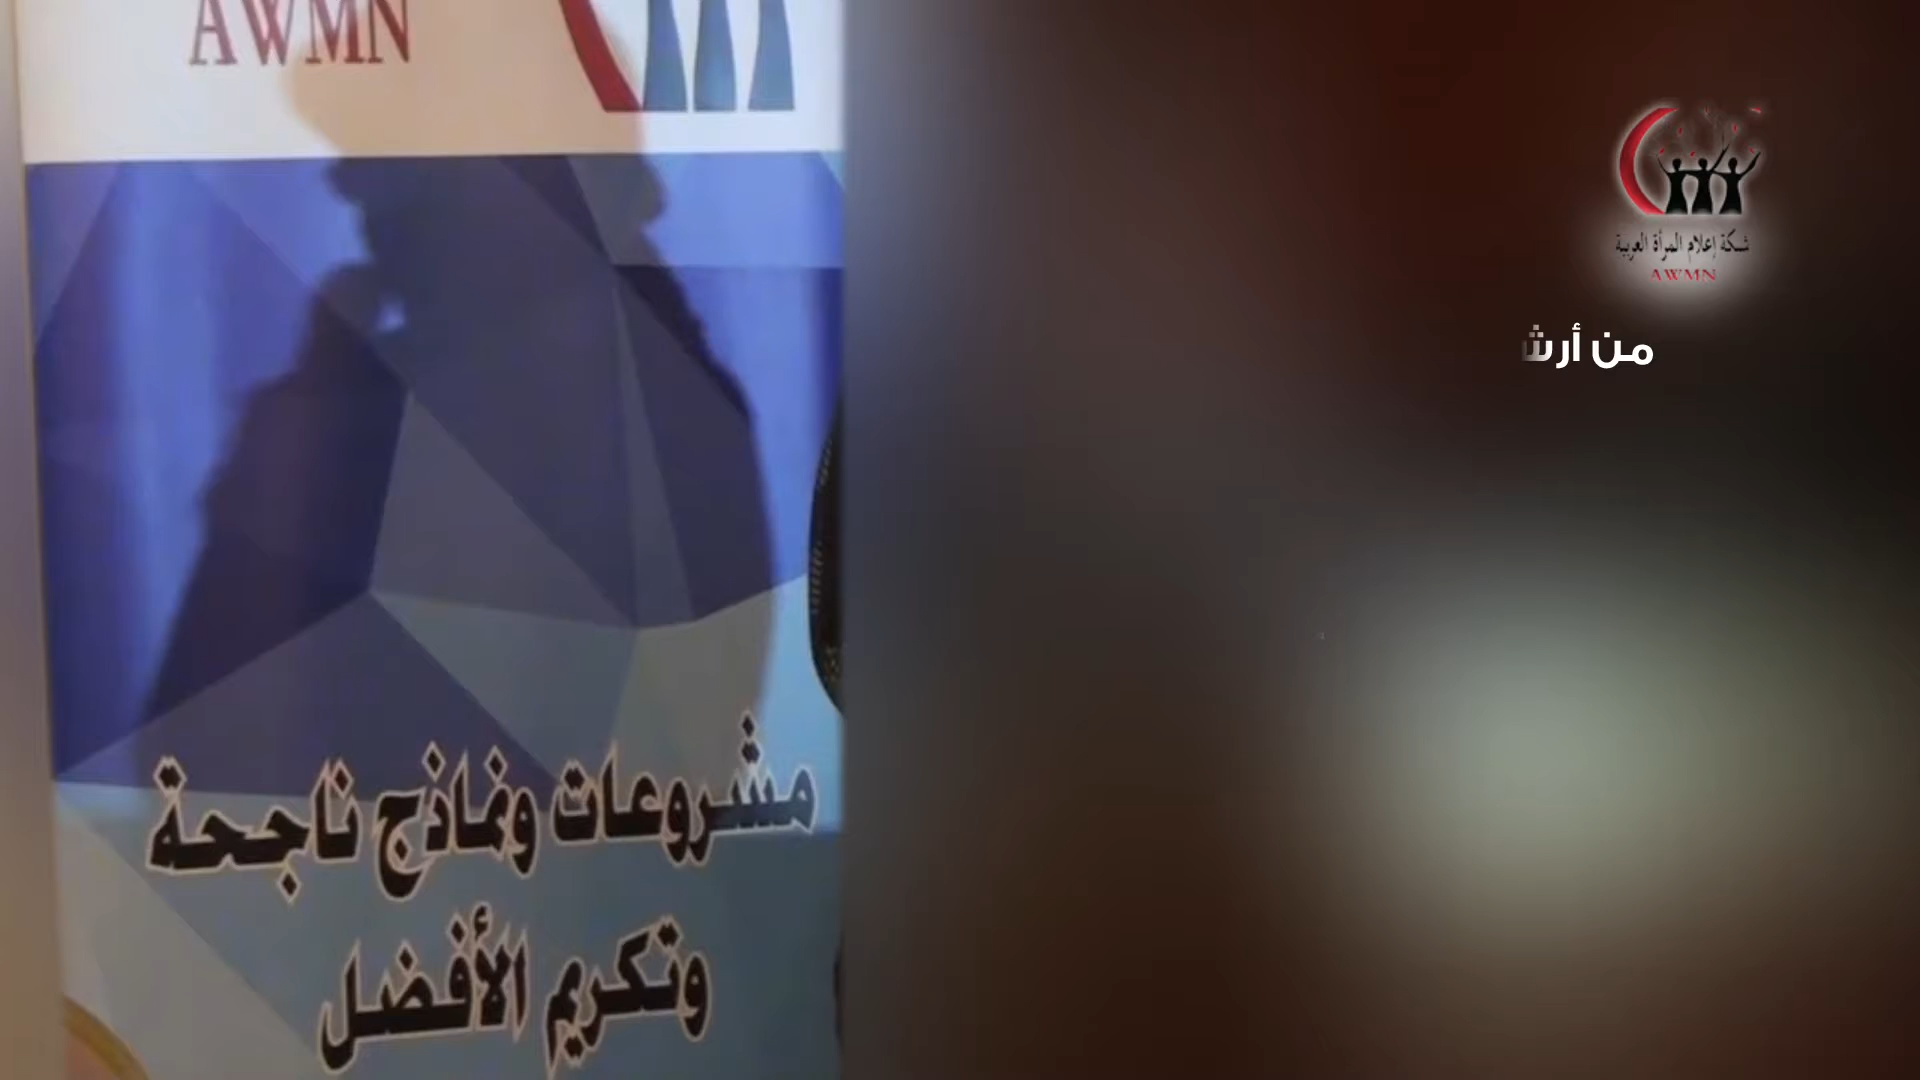 AWMN
شبكة إعلام المرأة العربية
AWMN
من أرش
مشروعات ونماذج ناجحة
وتكريم الأفضل